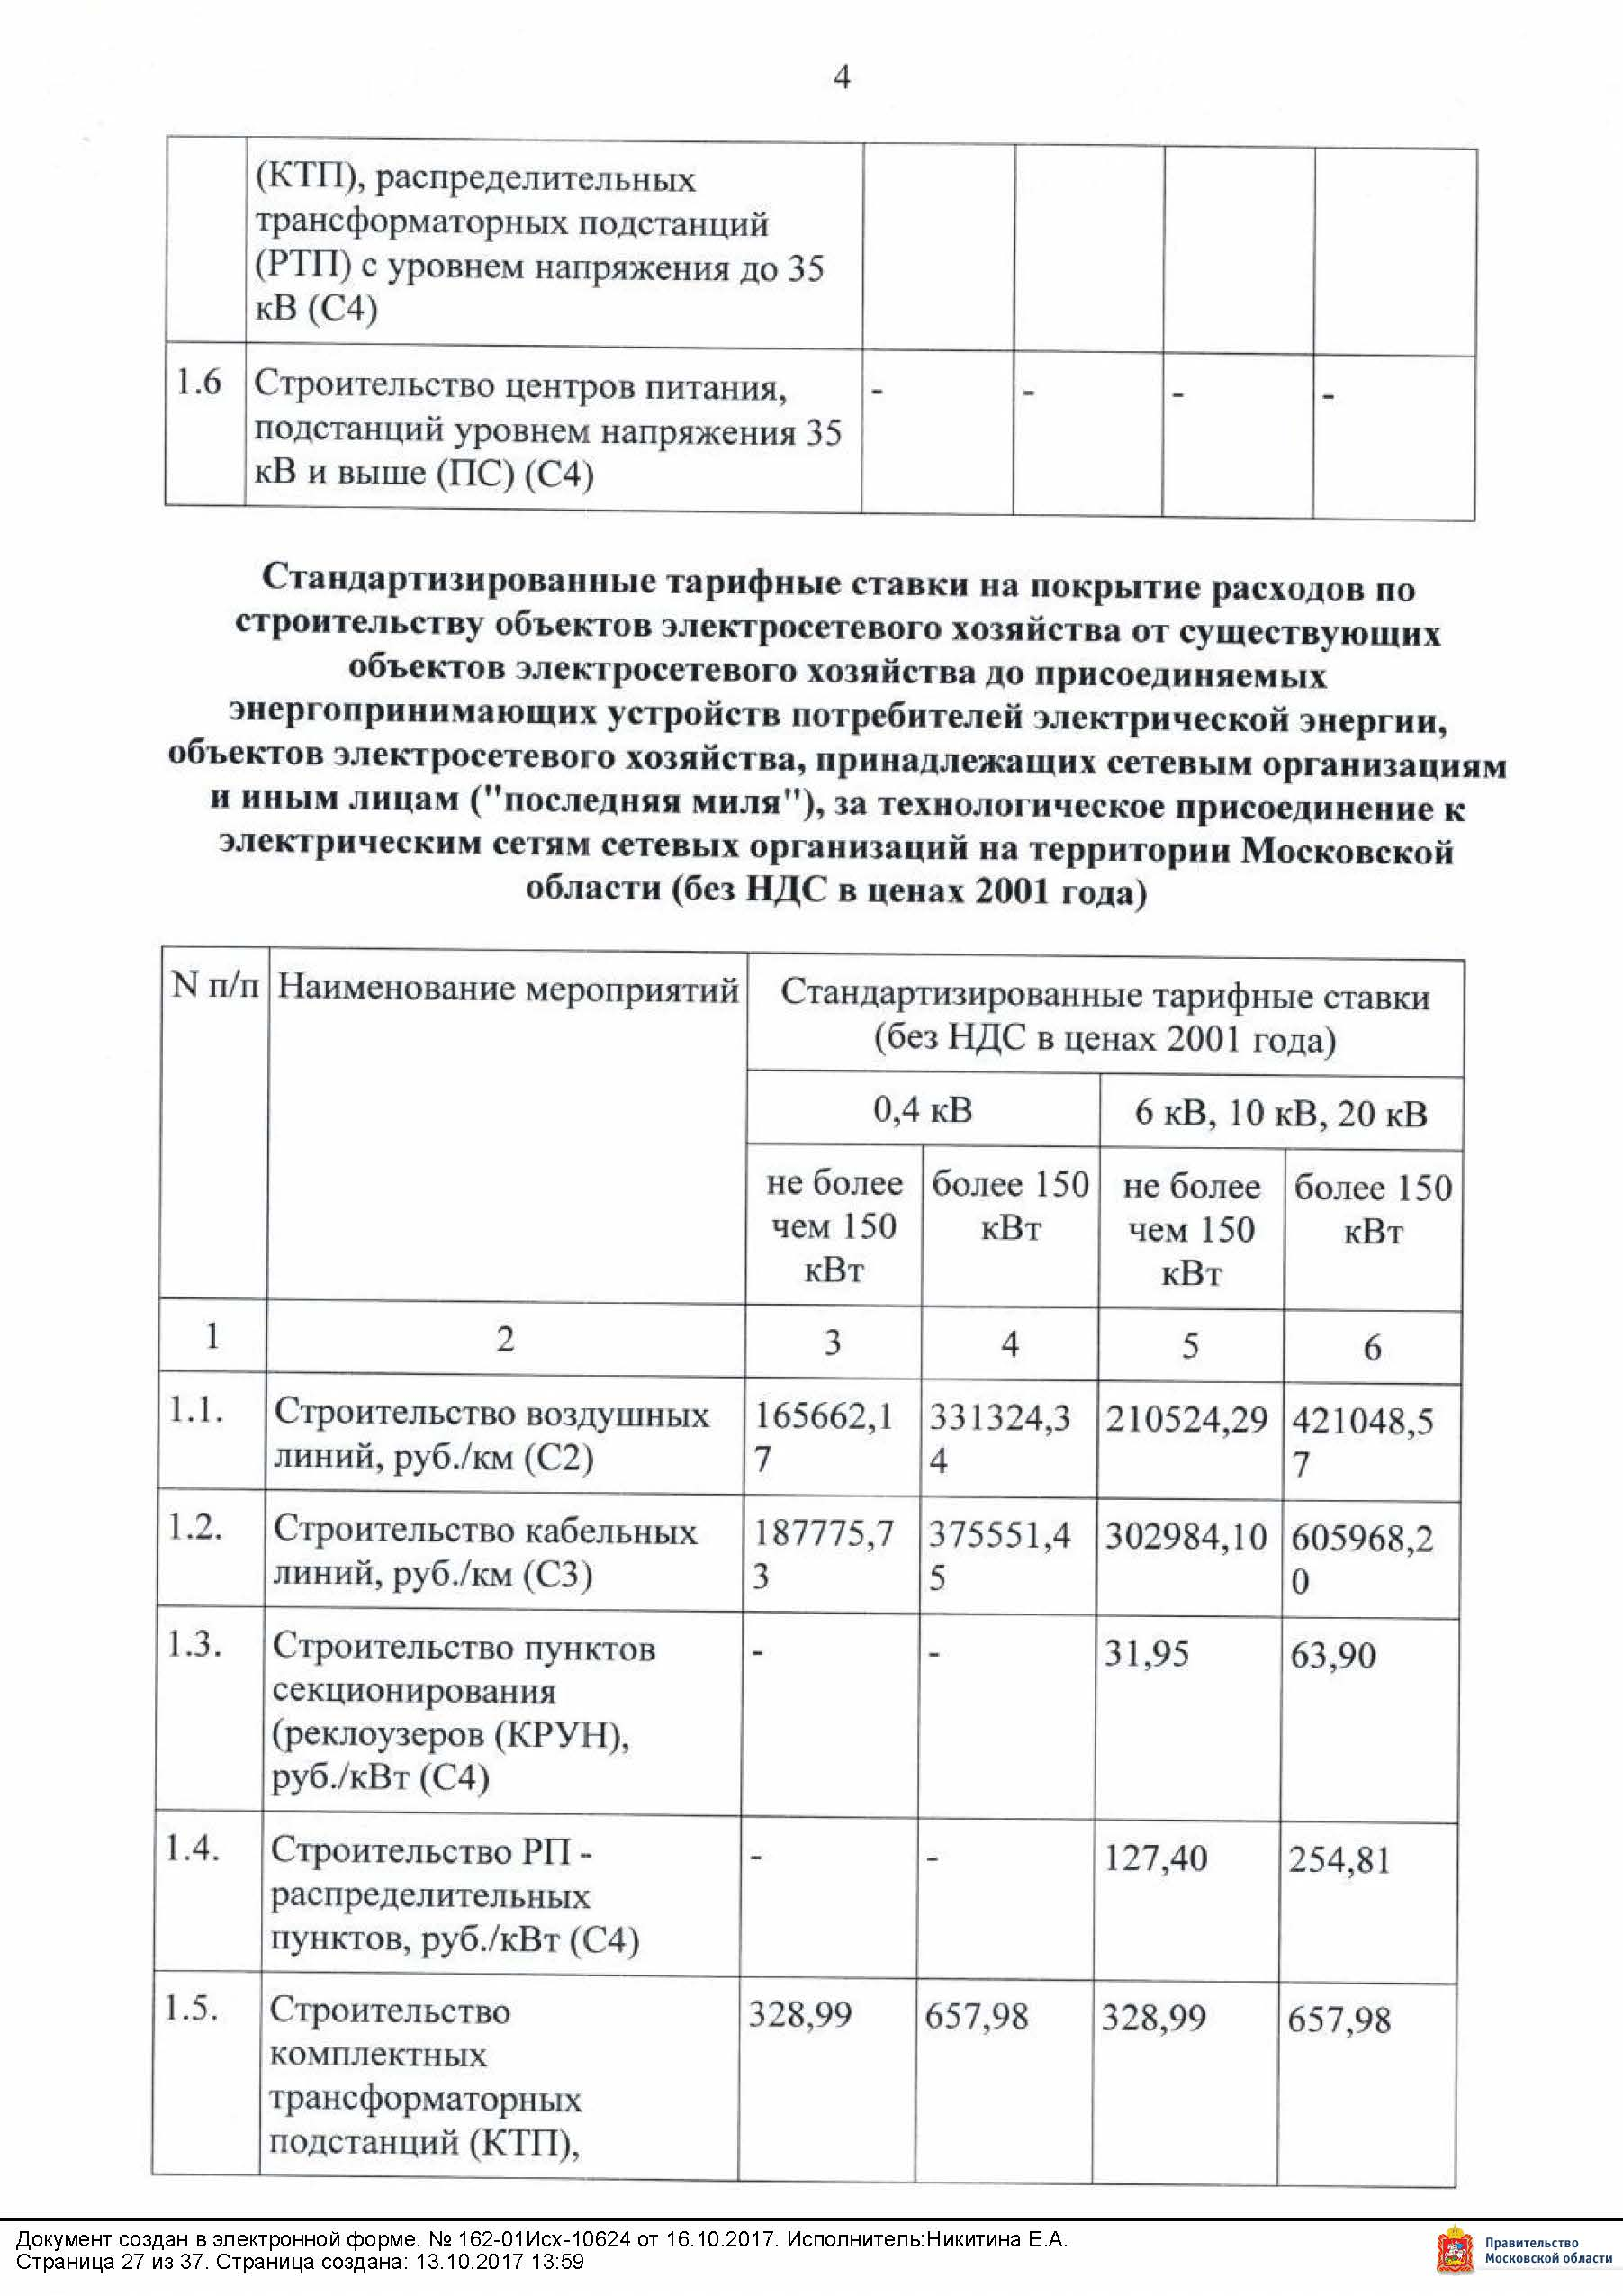 4
(КТП), распределительных
трансформаторных подстанций
(РТП) с уровнем напряжения до 35
кВ (С4)
1.6 Строительство центров питания, - - - -
подстанций уровнем напряжения 35
кВ и выше (ПС) (С4)
Стандартизированные тарифные ставки на покрытие расходов по
строительству объектов электросетевого хозяйства от существующих
объектов электросетевого хозяйства до присоединяемых
энергопринимающих устройств потребителей электрической энергии,
объектов электросетевого хозяйства, принадлежащих сетевым организациям
и иным лицам ("последняя миля"), за технологическое присоединение к
электрическим сетям сетевых организаций на территории Московской
области (без НДС в ценах 2001 года)
N п/п Наименование мероприятий Стандартизированные тарифные ставки
(без НДС в ценах 2001 года)
0,4 кВ 6 кВ, 10 кВ, 20 кВ
не более более 150 не более более 150
чем 150 кВт чем 150 кВт
кВт кВт
1 2 3 4 5 6
1.1. Строительство воздушных 165662,1 331324,3 210524,29 421048,5
линий, руб./км (С2) 7 4 7
1.2. Строительство кабельных 187775,7 375551,4 302984,10 605968,2
линий, руб./км (С3) 3 5 0
1.3. Строительство пунктов - - 31,95 63,90
секционирования
(реклоузеров (КРУН),
руб./кВт (С4)
1.4. Строительство РП - - - 127,40 254,81
распределительных
пунктов, руб./кВт (С4)
1.5. Строительство 328,99 657,98 328,99 657,98
комплектных
трансформаторных
подстанций (КТП),
Документ создан в электронной форме. № 162-01Исх-10624 от 16.10.2017. Исполнитель:Никитина Е.А.
Страница 27 из 37. Страница создана: 13.10.2017 13:59
Правительство
Московской области